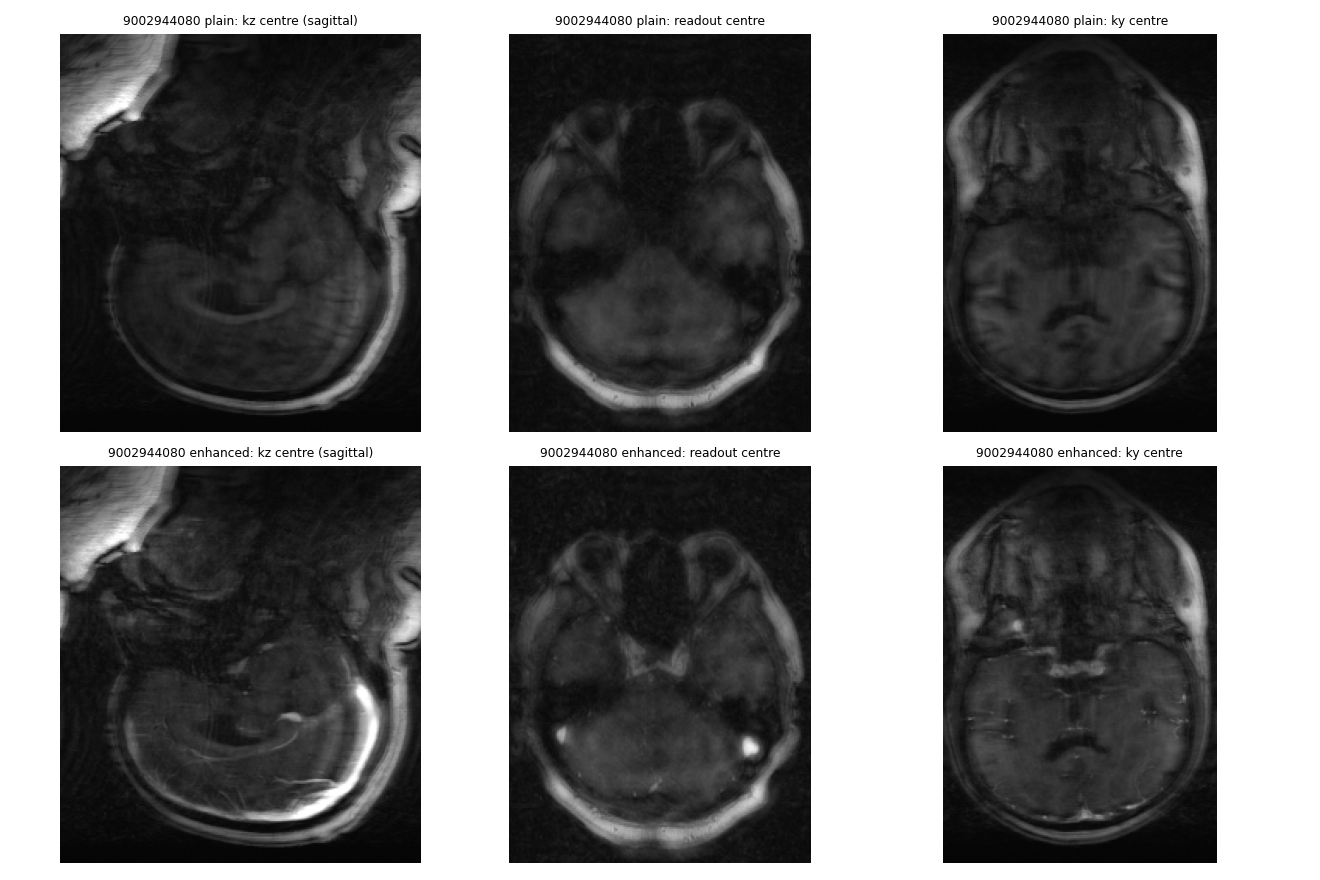 9002944080 plain: kz centre (sagittal)
9002944080 plain: readout centre
9002944080 plain: ky centre
9002944080 enhanced: kz centre (sagittal)
9002944080 enhanced: readout centre
9002944080 enhanced: ky centre